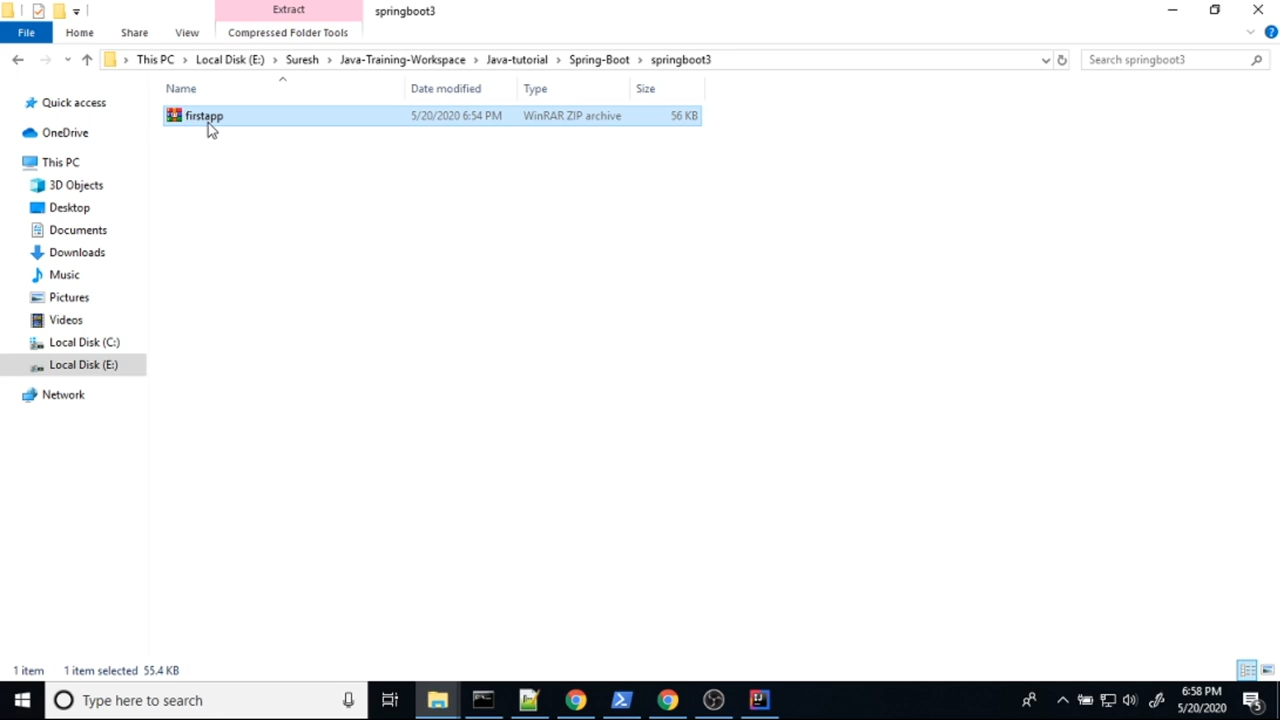 Extract
springboot3
File
Home
Share
View
Compressed Folder Tools
This PC
Local Disk (E:)
Suresh
Java-Training-Workspace
Java-tutorial
Spring-Boot
springboot3
Search springboot3
Name
Date modified
Type
Size
firstapp
5/20/2020 6:54 PM
WinRAR ZIP archive
56 KB
Quick access
OneDrive
This PC
3D Objects
Desktop
Documents
Downloads
Music
Pictures
Videos
Local Disk (C:)
Local Disk (E:)
Network
1 item
1 item selected 55.4 KB
Type here to search
6:58 PM
5/20/2020
5